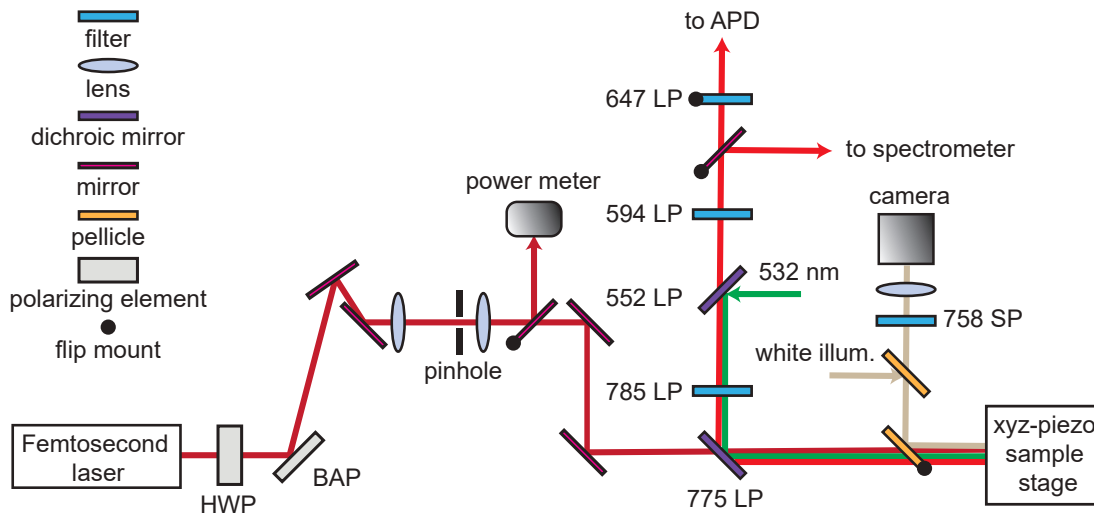 filter
lens
dichroic mirror
mirror
pellicle
polarizing element
flip mount
Femtosecond
laser
HWP
BAP
pinhole
power meter
to APD
647 LP
to spectrometer
594 LP
532 nm
552 LP
785 LP
775 LP
camera
758 SP
white illum.
xyz-piezo
sample
stage